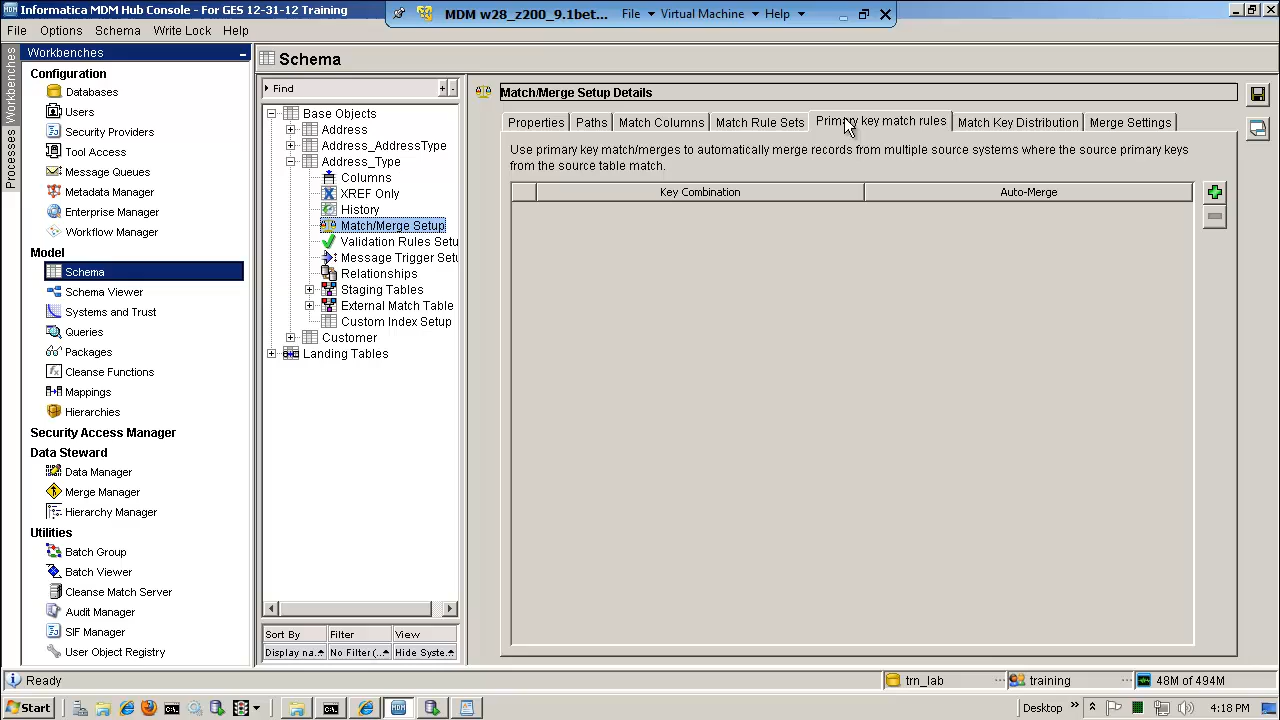 Informatica MDM Hub Console - For GES 12-31-12 Training
MDM w28_z200_9.1bet...
File
Virtual Machine
Help
File Options Schema Write Lock Help
Workbenches
Processes
Workbenches
Configuration
Databases
Users
Security Providers
Tool Access
Message Queues
Metadata Manager
Enterprise Manager
Workflow Manager
Model
Schema
Schema Viewer
Systems and Trust
Queries
Packages
Cleanse Functions
Mappings
Hierarchies
Security Access Manager
Data Steward
Data Manager
Merge Manager
Hierarchy Manager
Utilities
Batch Group
Batch Viewer
Cleanse Match Server
Audit Manager
SIF Manager
User Object Registry
Schema
Find
Base Objects
Address
Address_AddressType
Address_Type
Columns
XREF Only
History
Match/Merge Setup
Validation Rules Setu
Message Trigger Setu
Relationships
Staging Tables
External Match Table
Custom Index Setup
Customer
Landing Tables
Sort By Filter View
Display na... No Filter (... Hide Syste...
Match/Merge Setup Details
Properties Paths Match Columns Match Rule Sets Primary key match rules Match Key Distribution Merge Settings
Use primary key match/merges to automatically merge records from multiple source systems where the source primary keys
from the source table match.
Key Combination Auto-Merge
Ready
trn_lab
training
48M of 494M
Start
Desktop
4:18 PM